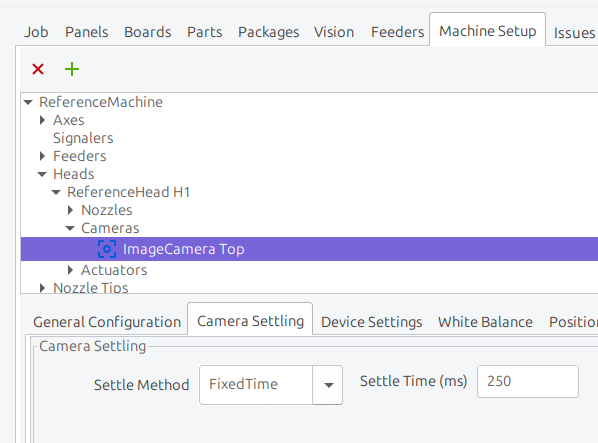 Job Panels Boards Parts Packages Vision Feeders Machine Setup Issues
ReferenceMachine
Axes
Signalers
Feeders
Heads
ReferenceHead H1
Nozzles
Cameras
ImageCamera Top
Actuators
Nozzle Tips
General Configuration Camera Settling Device Settings White Balance Position
Camera Settling
Settle Method FixedTime Settle Time (ms) 250